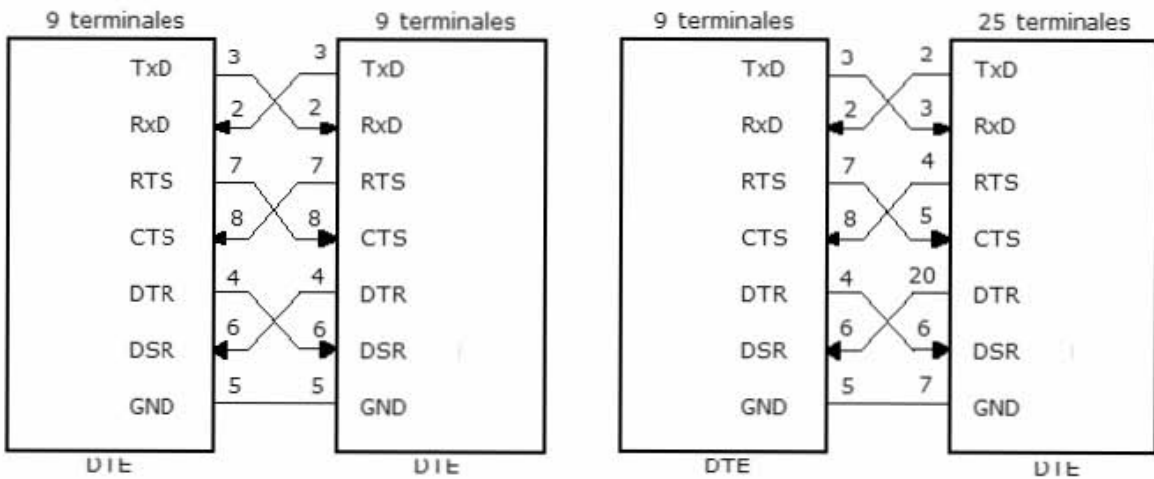 9 terminales 9 terminales 9 terminales 25 terminales
TxD 3 3 TxD TxD 3 2 TxD
RxD 2 2 RxD RxD 2 3 RxD
RTS 7 7 RTS RTS 7 4 RTS
CTS 8 8 CTS CTS 8 5 CTS
DTR 4 4 DTR DTR 4 20 DTR
DSR 6 6 DSR DSR 6 6 DSR
GND 5 5 GND GND 5 7 GND
DTE DTE DTE DTE